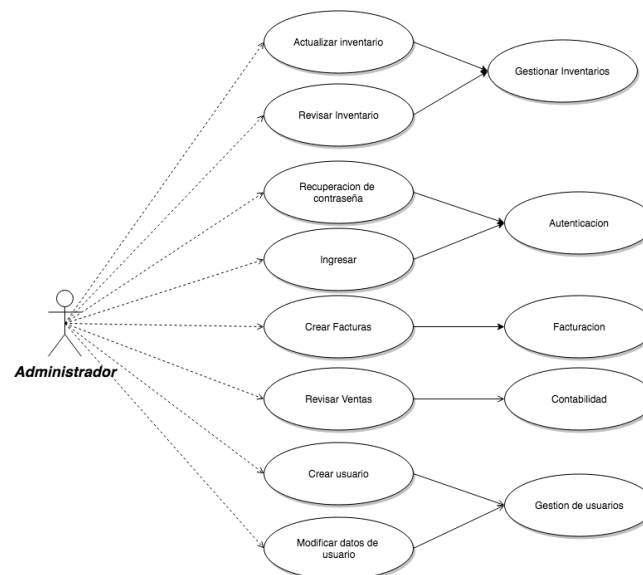 Actualizar inventario
Gestionar Inventarios
Revisar Inventario
Recuperacion de
contraseña
Autenticacion
Ingresar
Crear Facturas
Facturacion
Administrador
Revisar Ventas
Contabilidad
Crear usuario
Gestion de usuarios
Modificar datos de
usuario